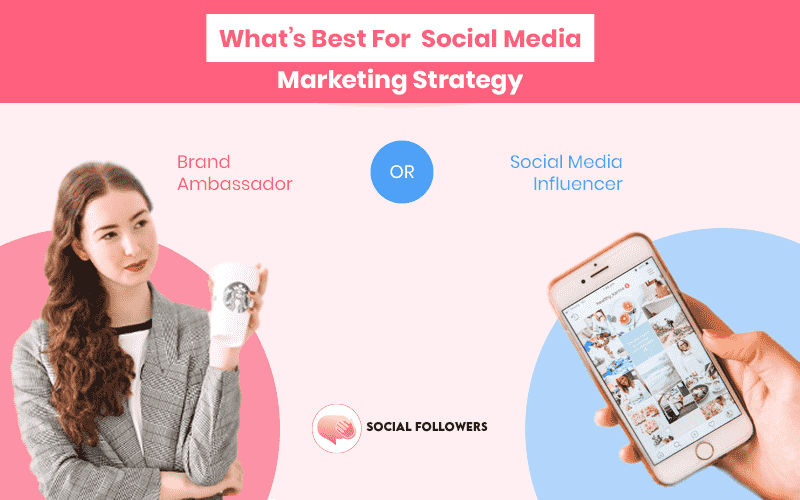 What's Best For Social Media
Marketing Strategy
Brand
Ambassador
OR
Social Media
Influencer
SOCIAL FOLLOWERS